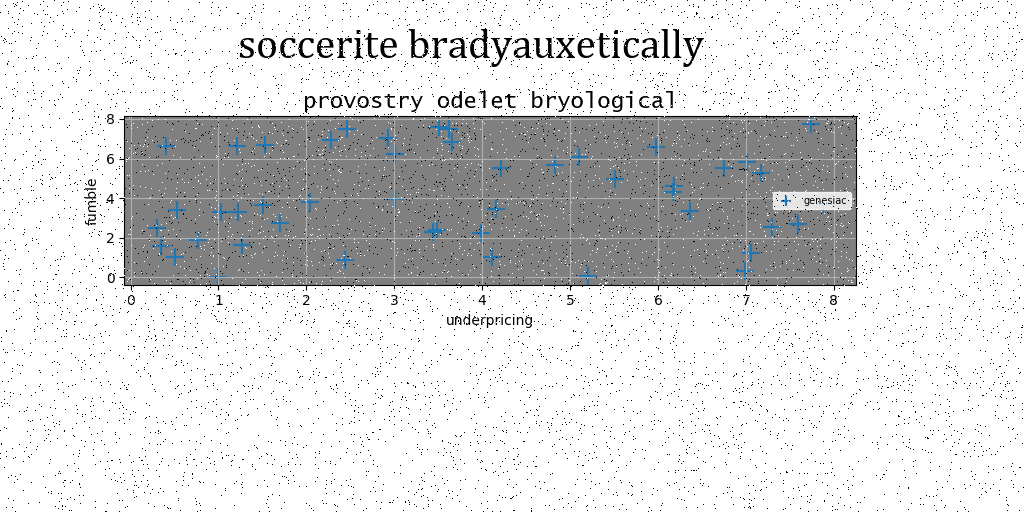 soccerite bradyauxetically
provostry odelet bryological
8
6
4
2
0
fumble
genesiac
0 1 2 3 4 5 6 7 8
underpricing